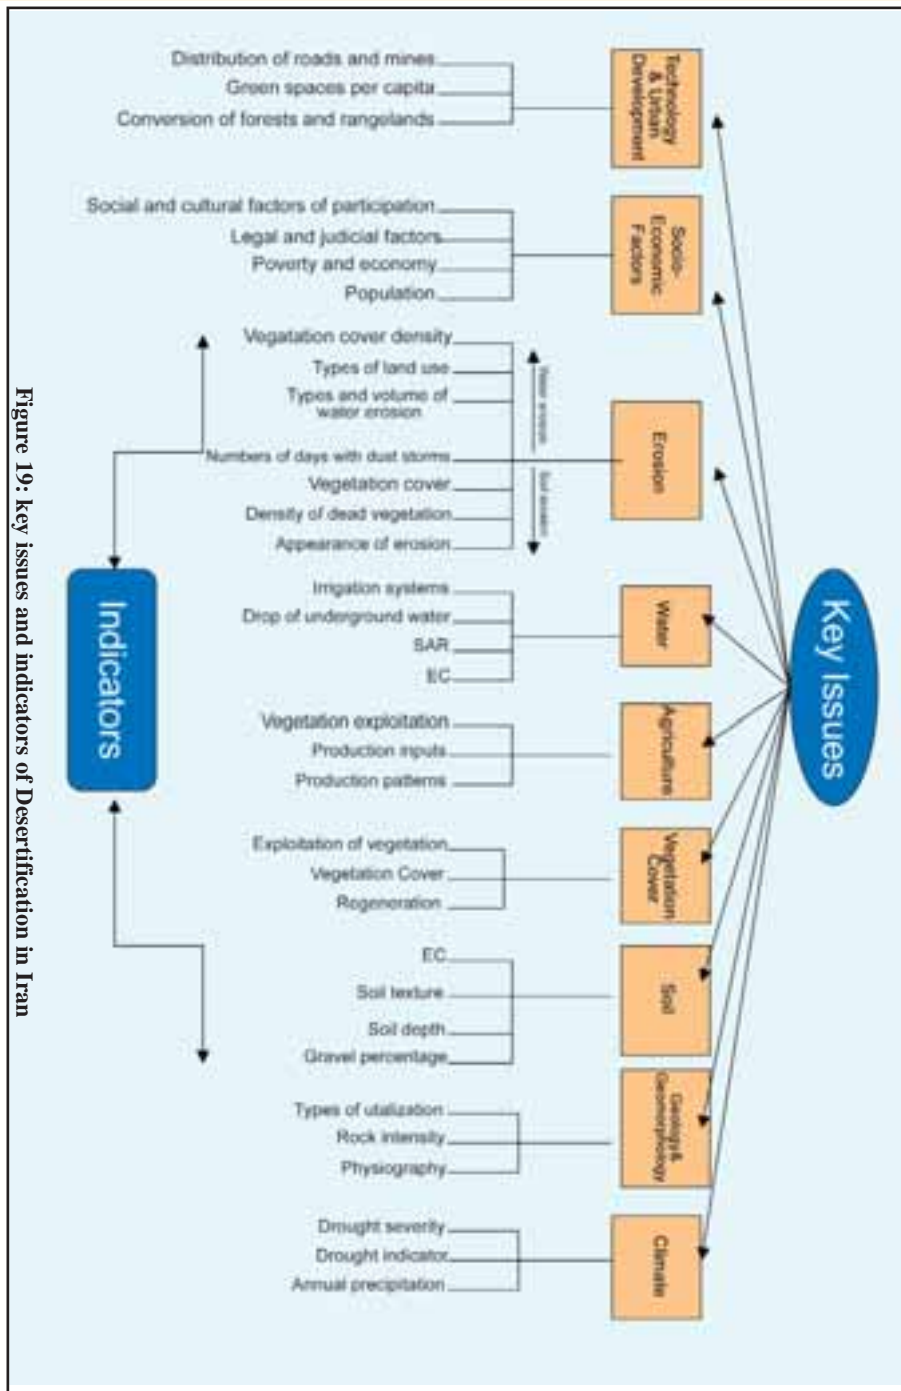 Key Issues
Technology
& Urban
Development
Distribution of roads and mines
Green spaces per capita
Conversion of forests and rangelands
Socio-
Economic
Factors
Social and cultural factors of participation
Legal and judicial factors
Poverty and economy
Population
Erosion
Water erosion
Vegatation cover density
Types of land use
Types and volume of
water erosion
Soil erosion
Numbers of days with dust storms
Vegetation cover
Density of dead vegetation
Appearance of erosion
Water
Irrigation systems
Drop of underground water
SAR
EC
Agriculture
Vegetation exploitation
Production inputs
Production patterns
Vegetation
Cover
Exploitation of vegetation
Vegetation Cover
Regeneration
Soil
EC
Soil texture
Soil depth
Gravel percentage
Geology&
Geomorphology
Types of utalization
Rock intensity
Physiography
Climate
Drought severity
Drought indicator
Annual precipitation
Indicators
Figure 19: key issues and indicators of Desertification in Iran